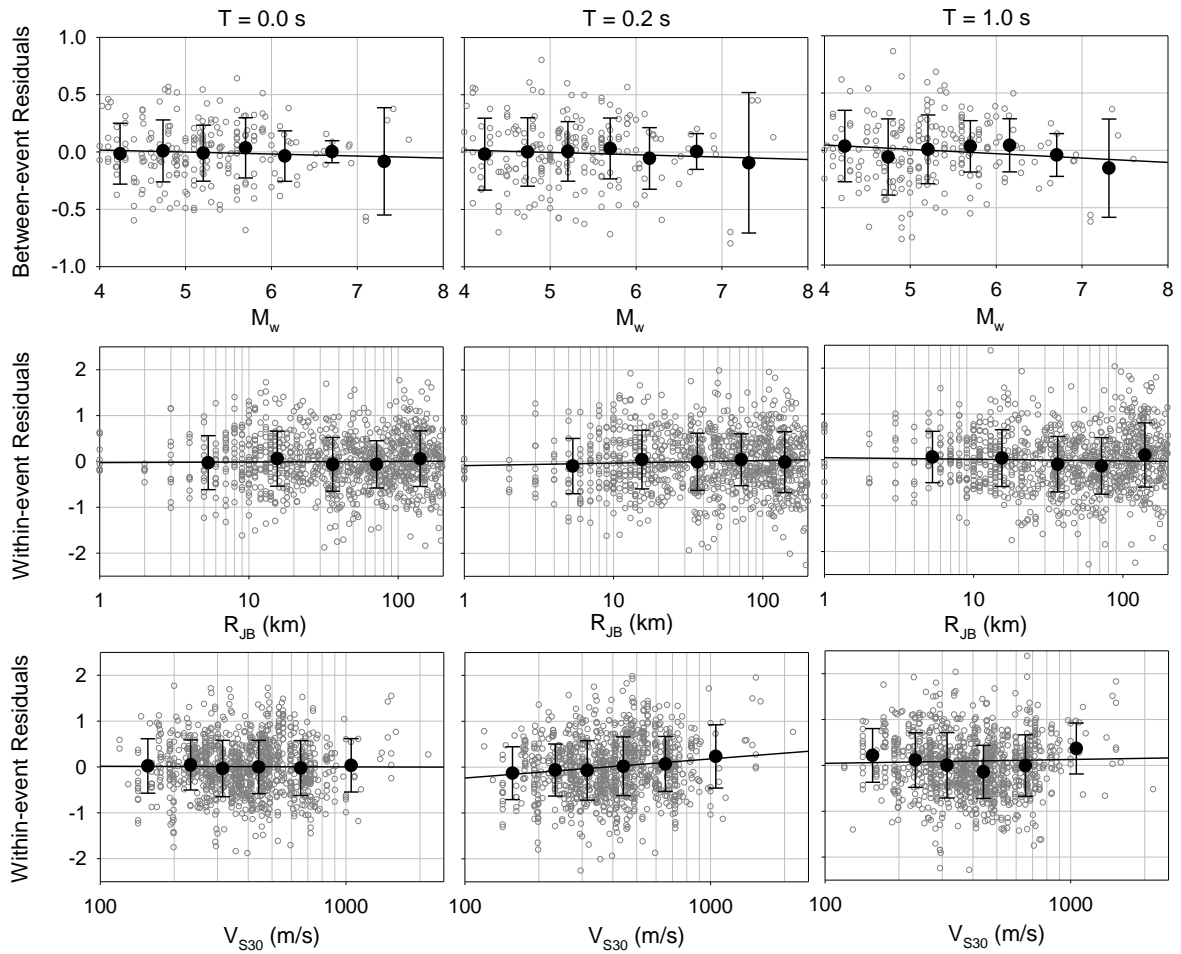 T = 0.0 s T = 0.2 s T = 1.0 s
Between-event Residuals
1.0
0.5
0.0
-0.5
-1.0
4 5 6 7 8 4 5 6 7 8 4 5 6 7 8
Mw Mw Mw
Within-event Residuals
2
1
0
-1
-2
1 10 100 1 10 100 1 10 100
RJB (km) RJB (km) RJB (km)
Within-event Residuals
2
1
0
-1
-2
100 1000 100 1000 100 1000
VS30 (m/s) VS30 (m/s) VS30 (m/s)